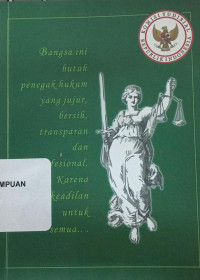 KOMISI YUDISIAL
REPUBLIK INDONESIA
Bangsa ini
butuh
penegak hukum
yang jujur,
bersih,
transparan
dan
fesional.
Karena
keadilan
untuk
semua...
MPUAN